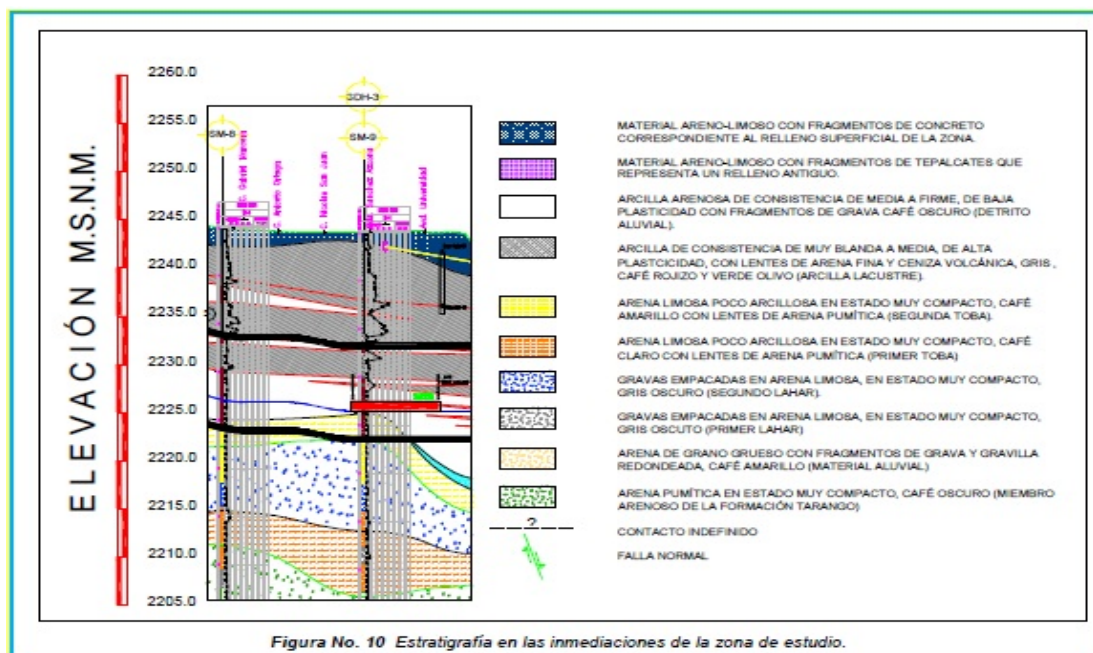 ELEVACIÓN M.S.N.M.
2260.0
2255.0
2250.0
2245.0
2240.0
2235.0
2230.0
2225.0
2220.0
2215.0
2210.0
2205.0
SM-8
SDH-3
SM-9
C. Nicolás San Juan
Av. Universidad
MATERIAL ARENO-LIMOSO CON FRAGMENTOS DE CONCRETO
CORRESPONDIENTE AL RELLENO SUPERFICIAL DE LA ZONA.
MATERIAL ARENO-LIMOSO CON FRAGMENTOS DE TEPALCATES QUE
REPRESENTA UN RELLENO ANTIGUO.
ARCILLA ARENOSA DE CONSISTENCIA DE MEDIA A FIRME, DE BAJA
PLASTICIDAD CON FRAGMENTOS DE GRAVA CAFÉ OSCURO (DETRITO
ALUVIAL).
ARCILLA DE CONSISTENCIA DE MUY BLANDA A MEDIA, DE ALTA
PLASTCICIDAD, CON LENTES DE ARENA FINA Y CENIZA VOLCÁNICA, GRIS ,
CAFÉ ROJIZO Y VERDE OLIVO (ARCILLA LACUSTRE).
ARENA LIMOSA POCO ARCILLOSA EN ESTADO MUY COMPACTO, CAFÉ
AMARILLO CON LENTES DE ARENA PUMÍTICA (SEGUNDA TOBA).
ARENA LIMOSA POCO ARCILLOSA EN ESTADO MUY COMPACTO, CAFÉ
CLARO CON LENTES DE ARENA PUMÍTICA (PRIMER TOBA)
GRAVAS EMPACADAS EN ARENA LIMOSA, EN ESTADO MUY COMPACTO,
GRIS OSCURO (SEGUNDO LAHAR).
GRAVAS EMPACADAS EN ARENA LIMOSA, EN ESTADO MUY COMPACTO,
GRIS OSCUTO (PRIMER LAHAR)
ARENA DE GRANO GRUESO CON FRAGMENTOS DE GRAVA Y GRAVILLA
REDONDEADA, CAFÉ AMARILLO (MATERIAL ALUVIAL)
ARENA PUMÍTICA EN ESTADO MUY COMPACTO, CAFÉ OSCURO (MIEMBRO
ARENOSO DE LA FORMACIÓN TARANGO)
?
CONTACTO INDEFINIDO
FALLA NORMAL
Figura No. 10 Estratigrafía en las inmediaciones de la zona de estudio.